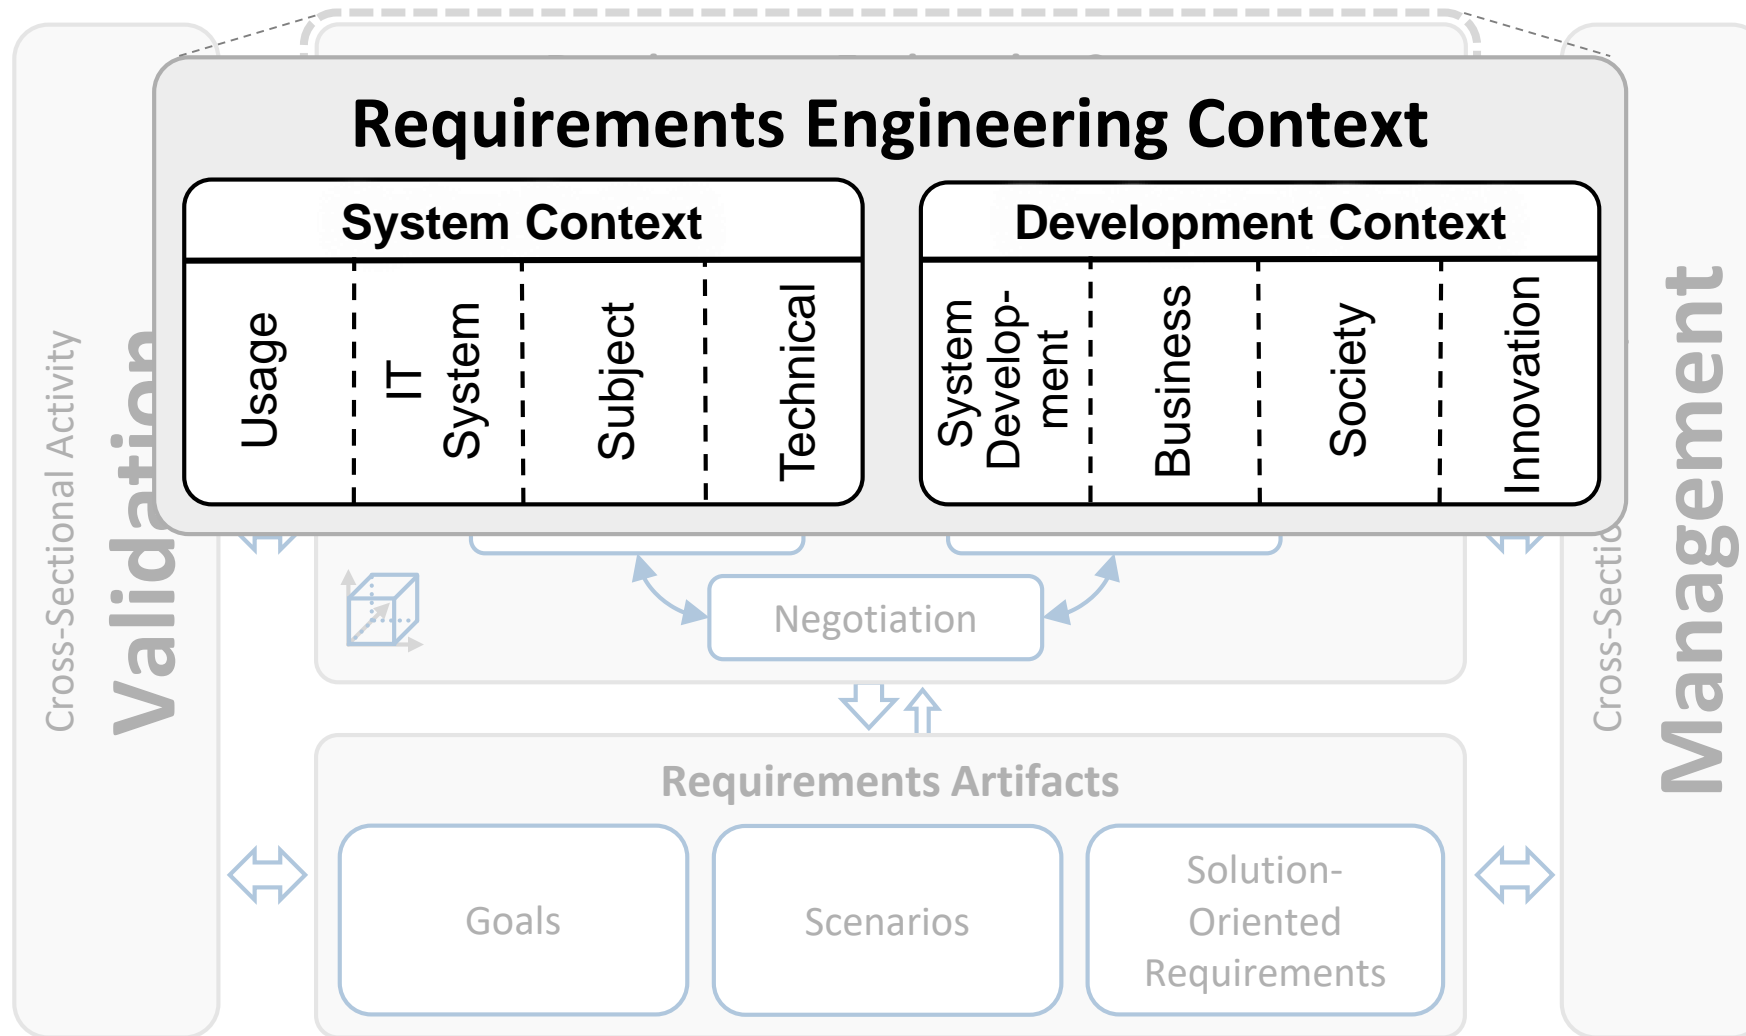 Requirements Engineering Context
System Context
Usage
IT
System
Subject
Technical
Development Context
System
Develop-
ment
Business
Society
Innovation
Cross-Sectional Activity
Validation
Negotiation
Requirements Artifacts
Goals
Scenarios
Solution-
Oriented
Requirements
Management